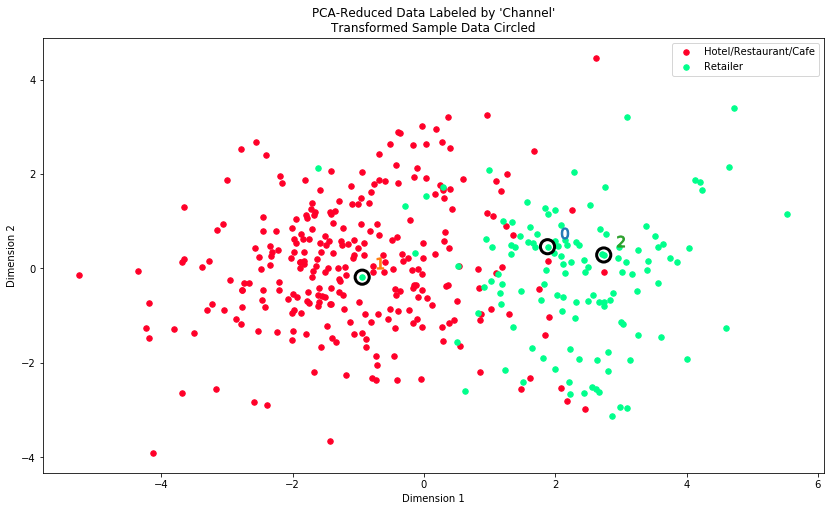 PCA-Reduced Data Labeled by 'Channel'
Transformed Sample Data Circled
Hotel/Restaurant/Cafe
Retailer
4
2
0
−2
−4
Dimension 2
0
2
1
−4
−2
0
2
4
6
Dimension 1